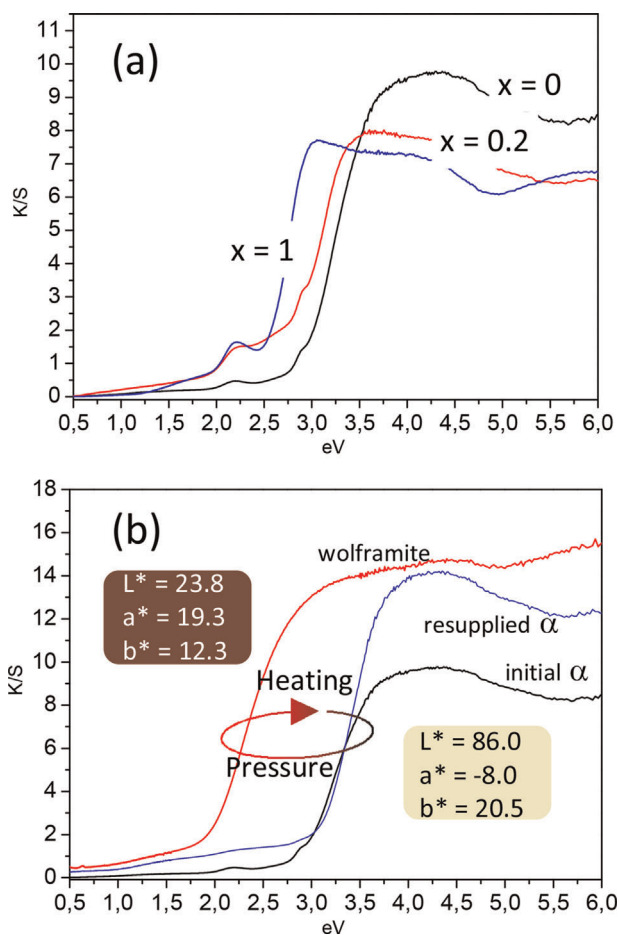 (a)
x = 0
x = 0.2
x = 1
K/S
11
10
9
8
7
6
5
4
3
2
1
0
0,5 1,0 1,5 2,0 2,5 3,0 3,5 4,0 4,5 5,0 5,5 6,0
eV
(b)
18
16
14
12
10
8
6
4
2
0
K/S
wolframite
L* = 23.8
a* = 19.3
b* = 12.3
resupplied α
initial α
Heating
Pressure
L* = 86.0
a* = -8.0
b* = 20.5
0,5 1,0 1,5 2,0 2,5 3,0 3,5 4,0 4,5 5,0 5,5 6,0
eV